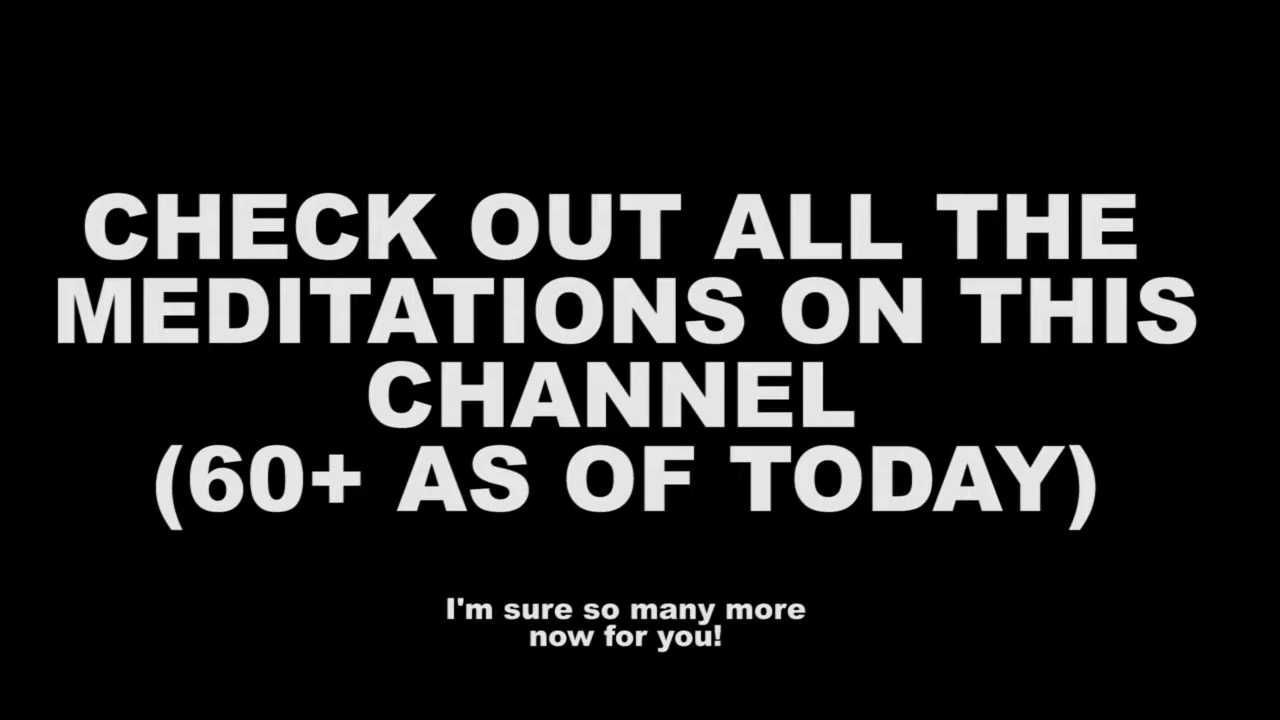 CHECK OUT ALL THE
MEDITATIONS ON THIS
CHANNEL
(60+ AS OF TODAY)
I'm sure so many more
now for you!